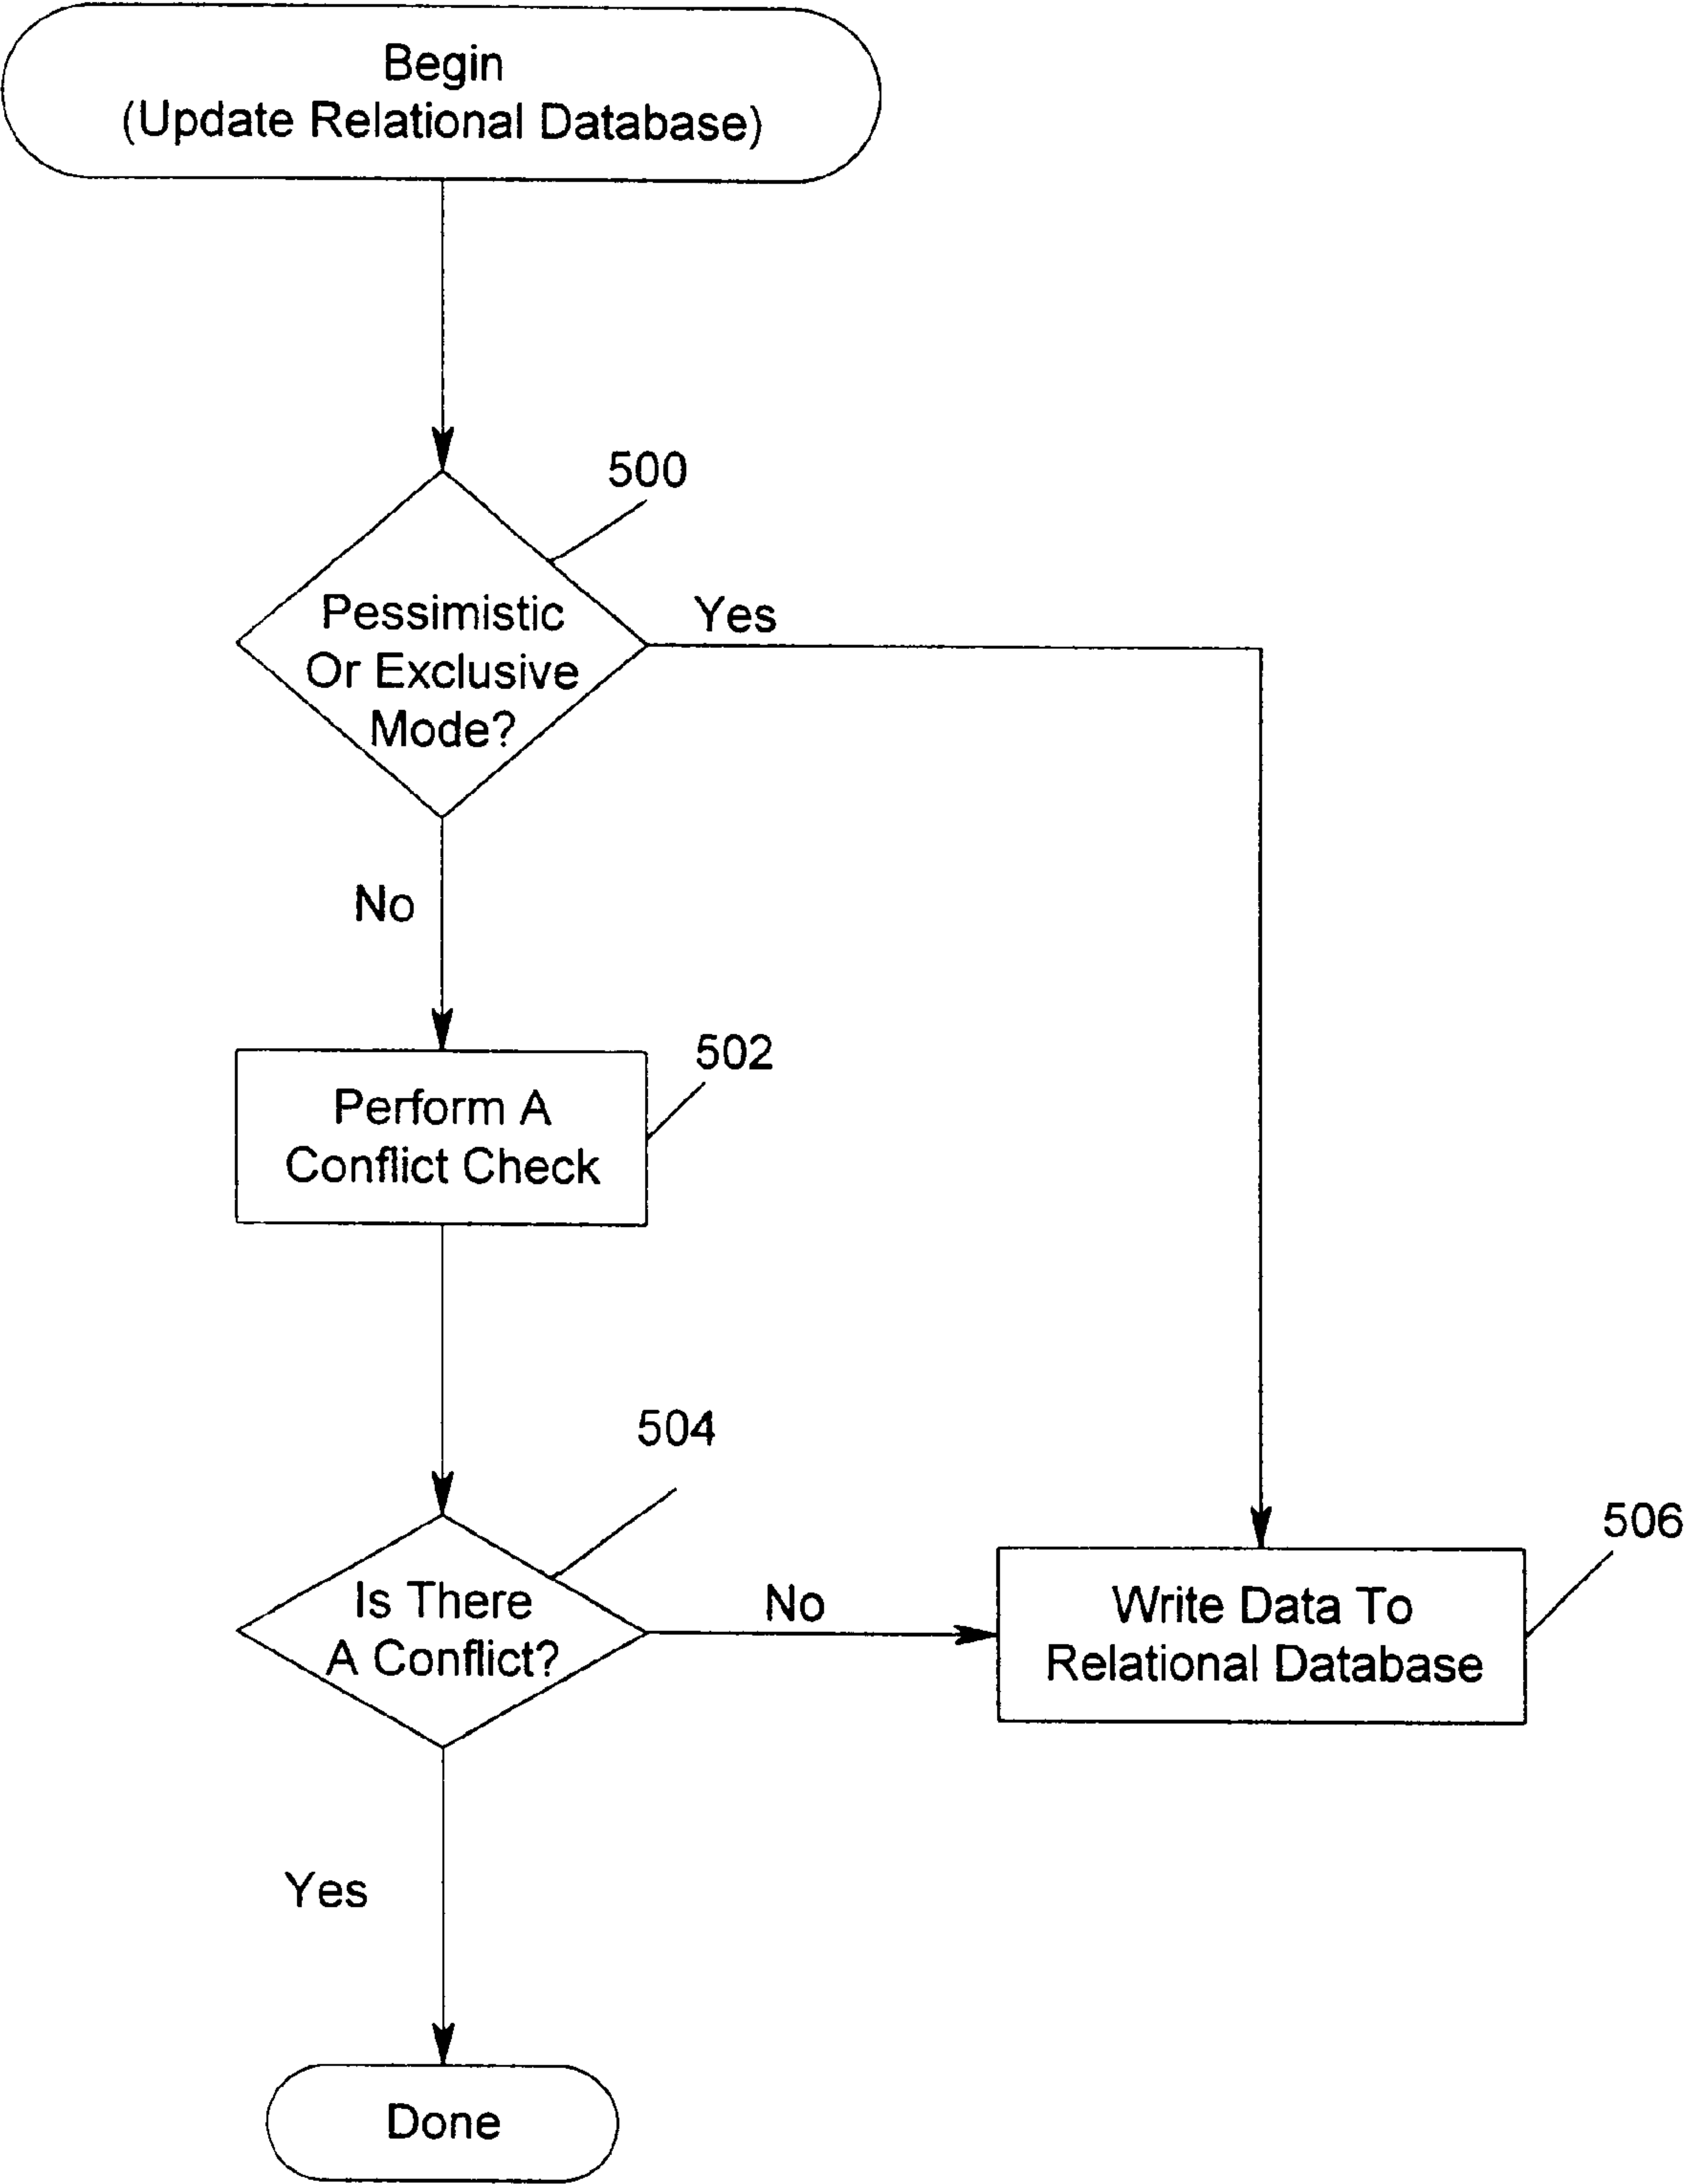 Begin
(Update Relational Database)
500
Pessimistic
Or Exclusive
Mode?
Yes
No
502
Perform A
Conflict Check
504
Is There
A Conflict?
No
506
Write Data To
Relational Database
Yes
Done